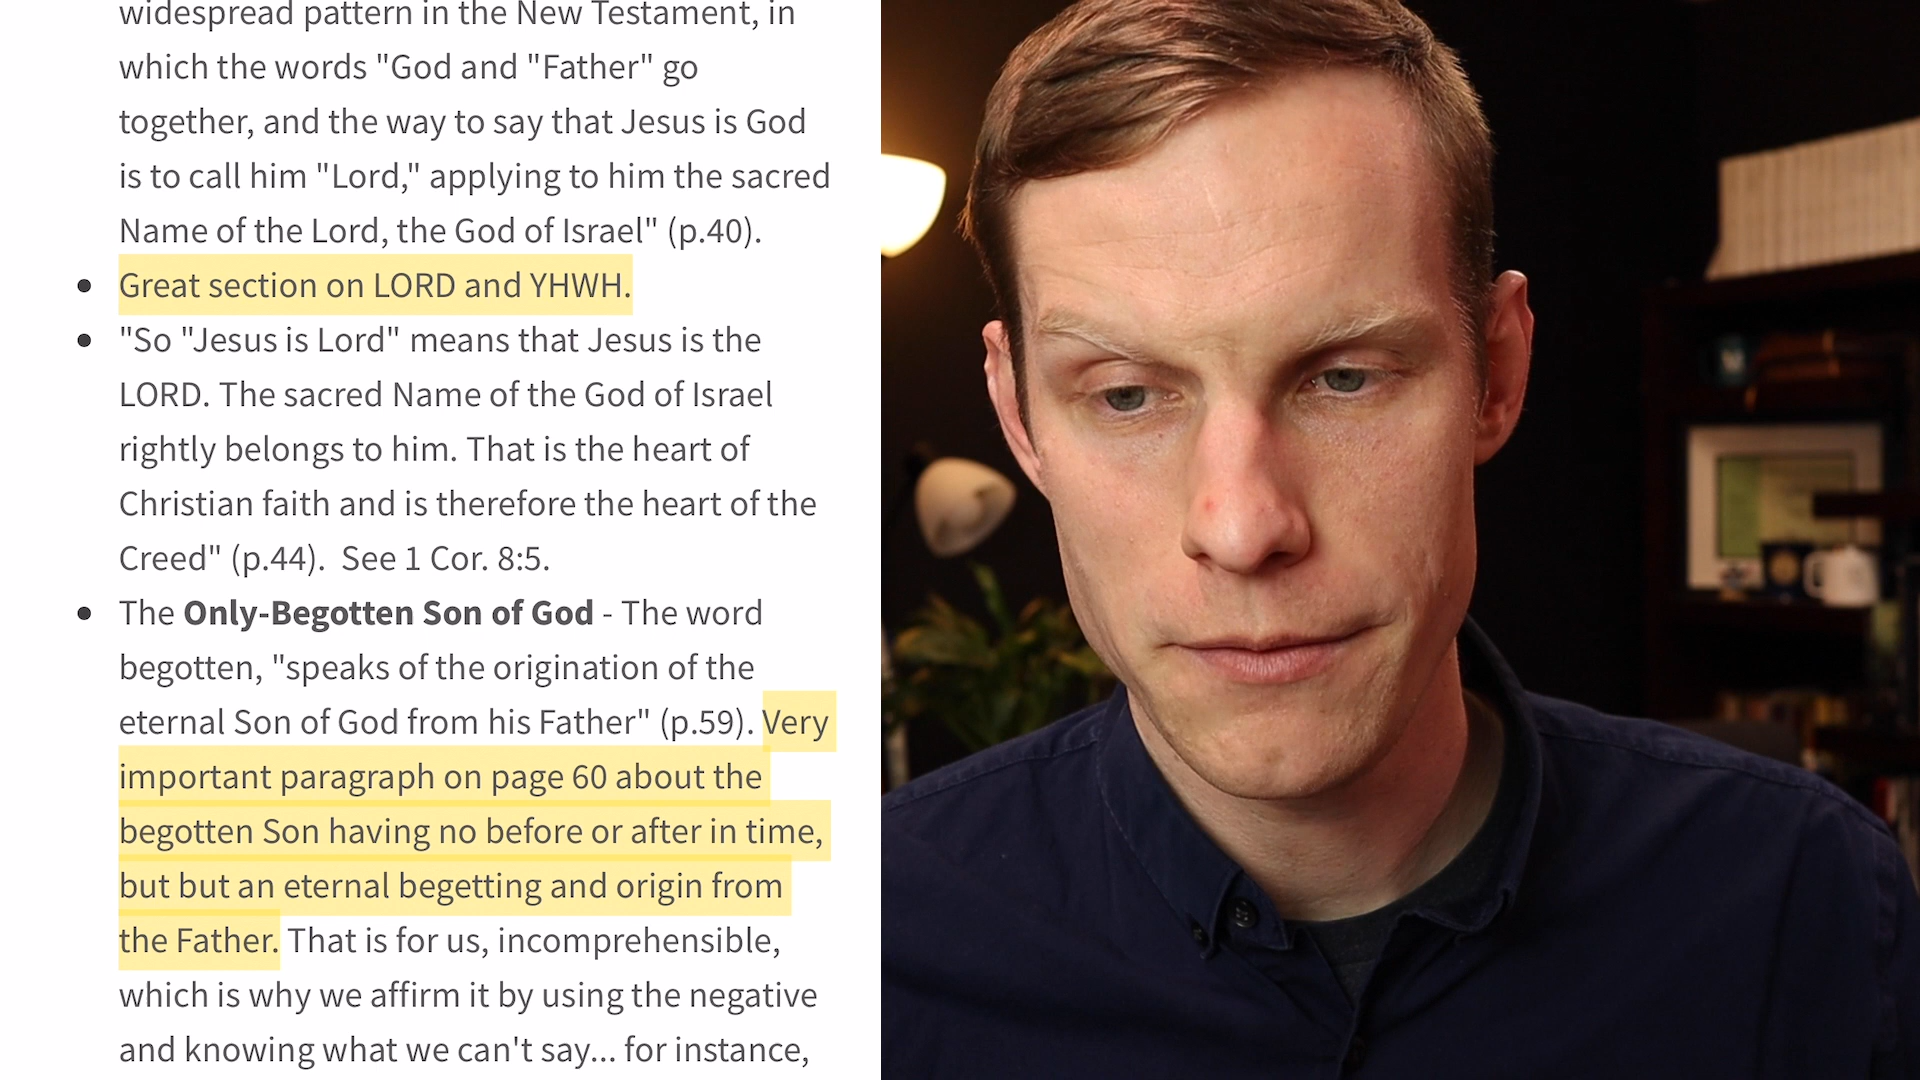 widespread pattern in the New Testament, in
which the words "God and "Father" go
together, and the way to say that Jesus is God
is to call him "Lord," applying to him the sacred
Name of the Lord, the God of Israel" (p.40).
• Great section on LORD and YHWH.
• "So "Jesus is Lord" means that Jesus is the
LORD. The sacred Name of the God of Israel
rightly belongs to him. That is the heart of
Christian faith and is therefore the heart of the
Creed" (p.44).  See 1 Cor. 8:5.
• The Only-Begotten Son of God - The word
begotten, "speaks of the origination of the
eternal Son of God from his Father" (p.59). Very
important paragraph on page 60 about the
begotten Son having no before or after in time,
but but an eternal begetting and origin from
the Father. That is for us, incomprehensible,
which is why we affirm it by using the negative
and knowing what we can't say... for instance,